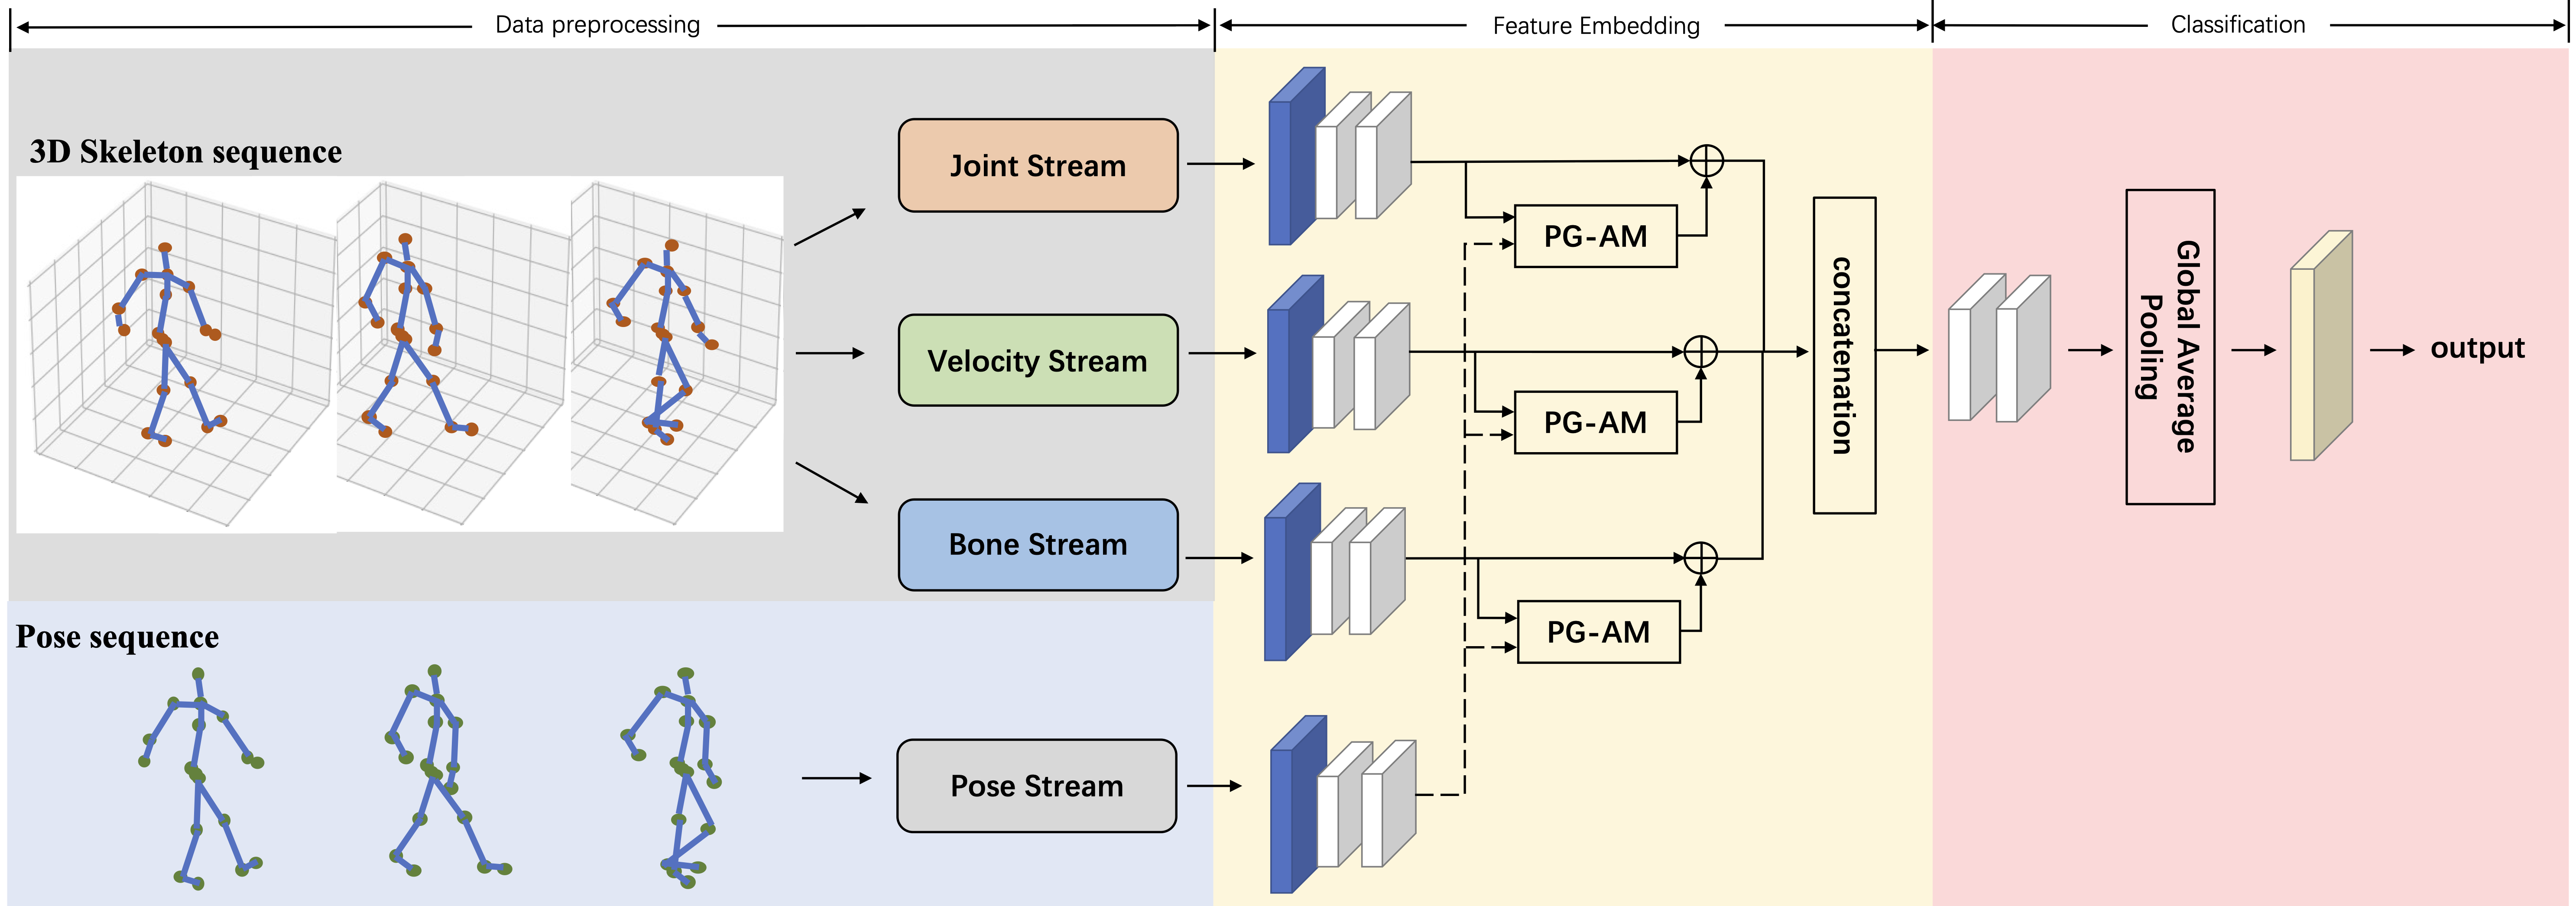 Data preprocessing
Feature Embedding
Classification
3D Skeleton sequence
Joint Stream
Velocity Stream
Bone Stream
Pose sequence
Pose Stream
PG-AM
PG-AM
PG-AM
concatenation
Global Average
Pooling
output